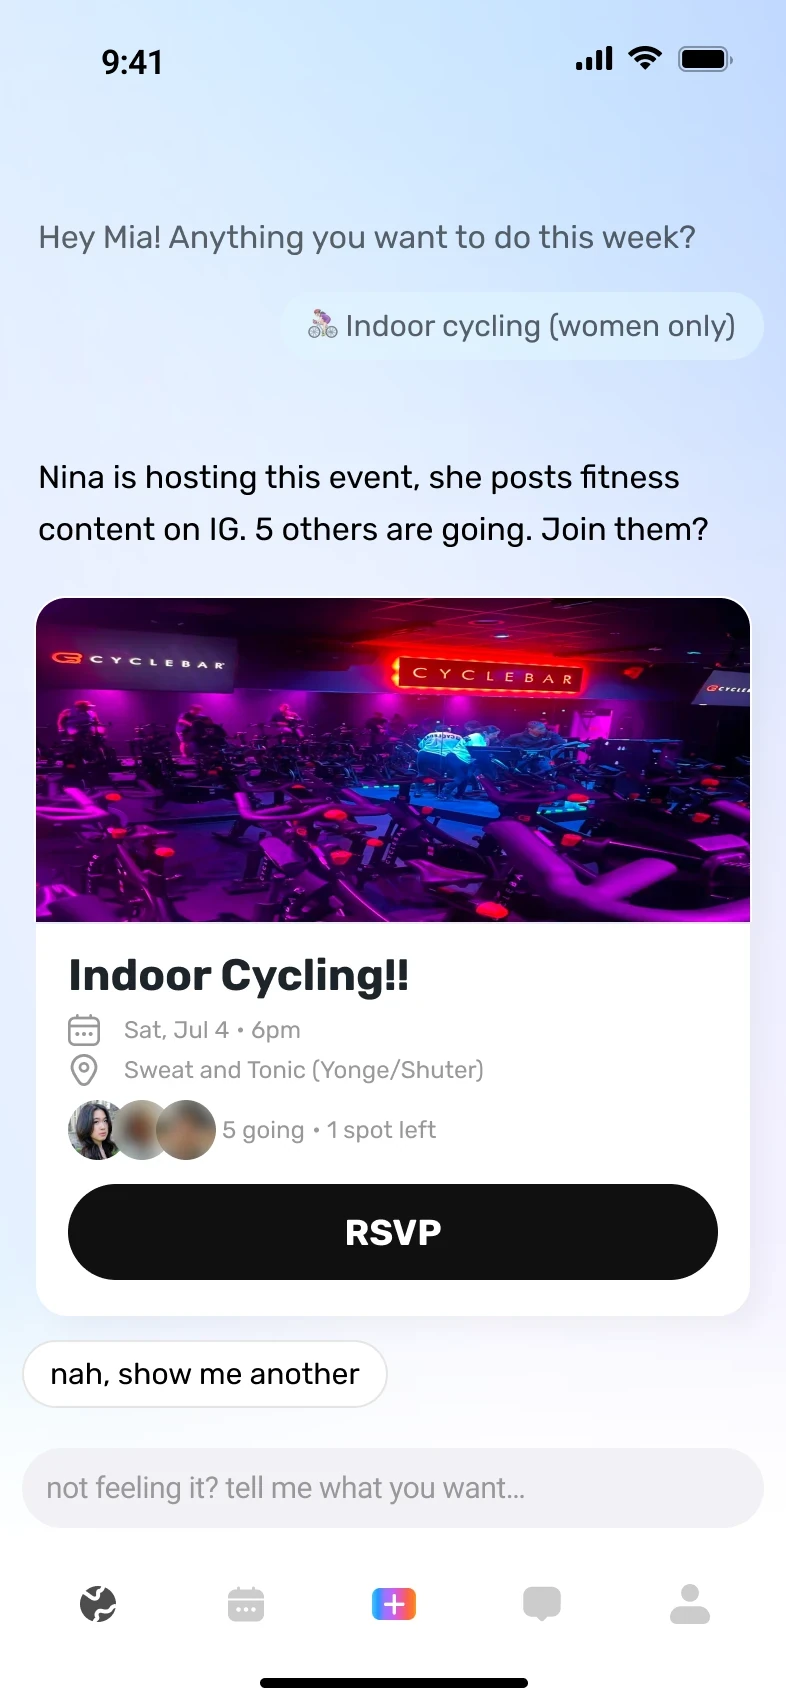 9:41
Hey Mia! Anything you want to do this week?
🚴🏼‍♀️ Indoor cycling (women only)
Nina is hosting this event, she posts fitness
content on IG. 5 others are going. Join them?
CYCLEBAR
CYCLEBAR
Indoor Cycling!!
Sat, Jul 4 • 6pm
Sweat and Tonic (Yonge/Shuter)
5 going • 1 spot left
RSVP
nah, show me another
not feeling it? tell me what you want...